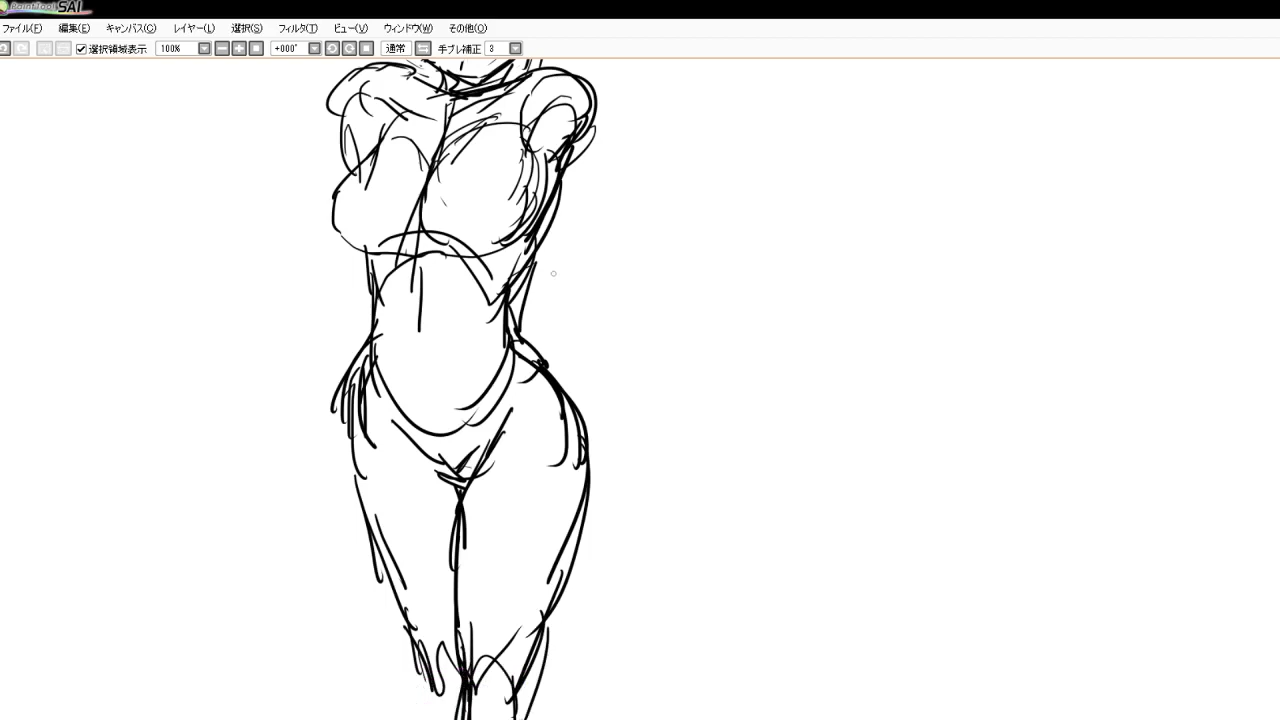 PaintTool SAI
ファイル(F) 編集(E) キャンバス(C) レイヤー(L) 選択(S) フィルタ(T) ビュー(V) ウィンドウ(W) その他(O)
選択領域表示 100% +000° 通常 手ブレ補正 3